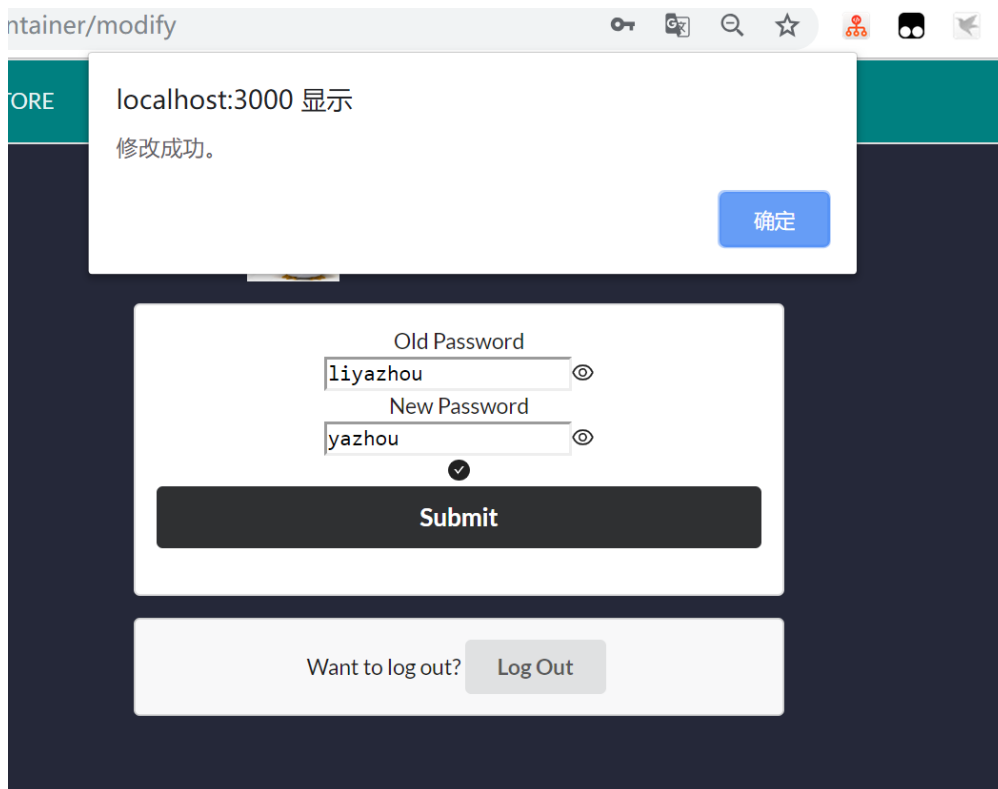 ntainer/modify
TORE
localhost:3000 显示
修改成功。
确定
Old Password
liyazhou
New Password
yazhou
Submit
Want to log out? Log Out